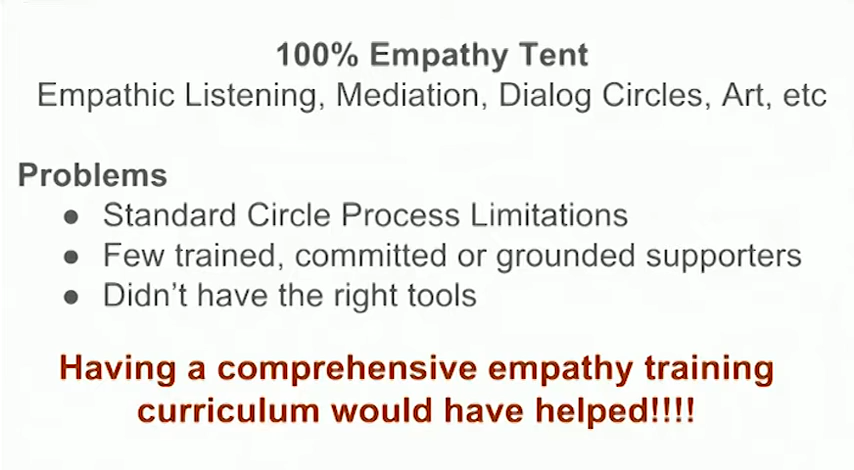 100% Empathy Tent
Empathic Listening, Mediation, Dialog Circles, Art, etc
Problems
● Standard Circle Process Limitations
● Few trained, committed or grounded supporters
● Didn't have the right tools
Having a comprehensive empathy training
curriculum would have helped!!!!